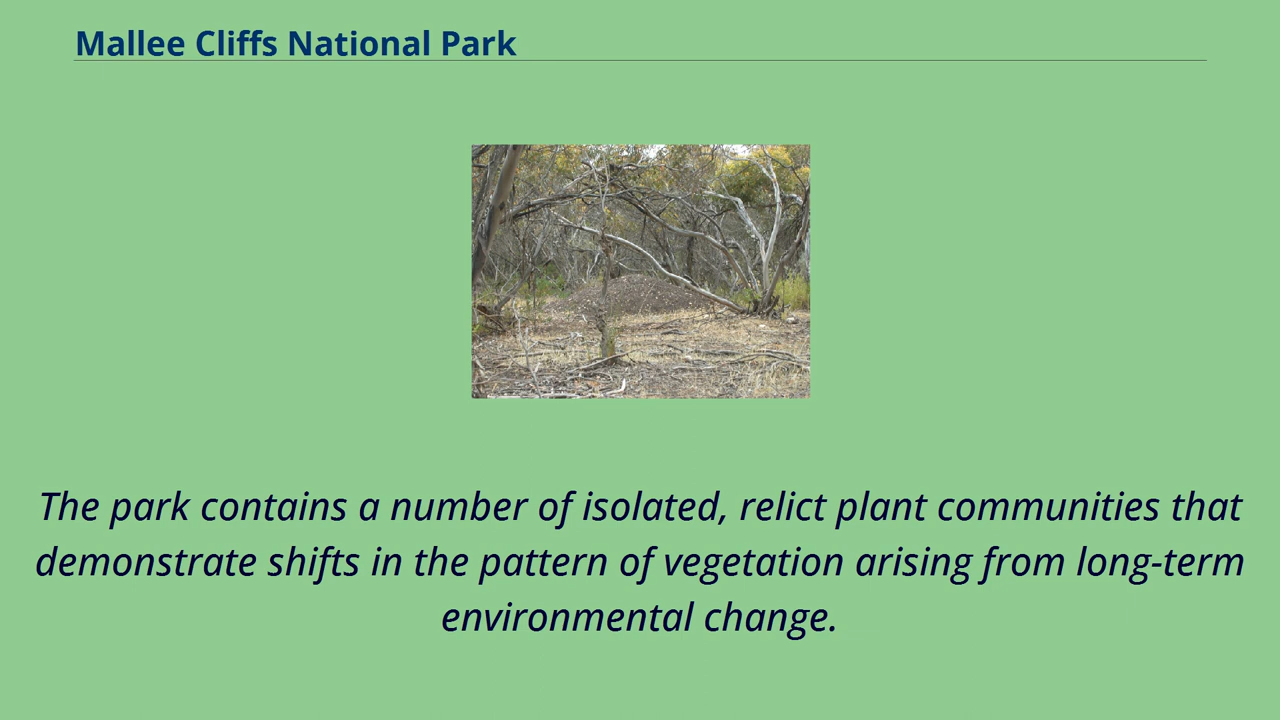 Mallee Cliffs National Park
The park contains a number of isolated, relict plant communities that
demonstrate shifts in the pattern of vegetation arising from long-term
environmental change.